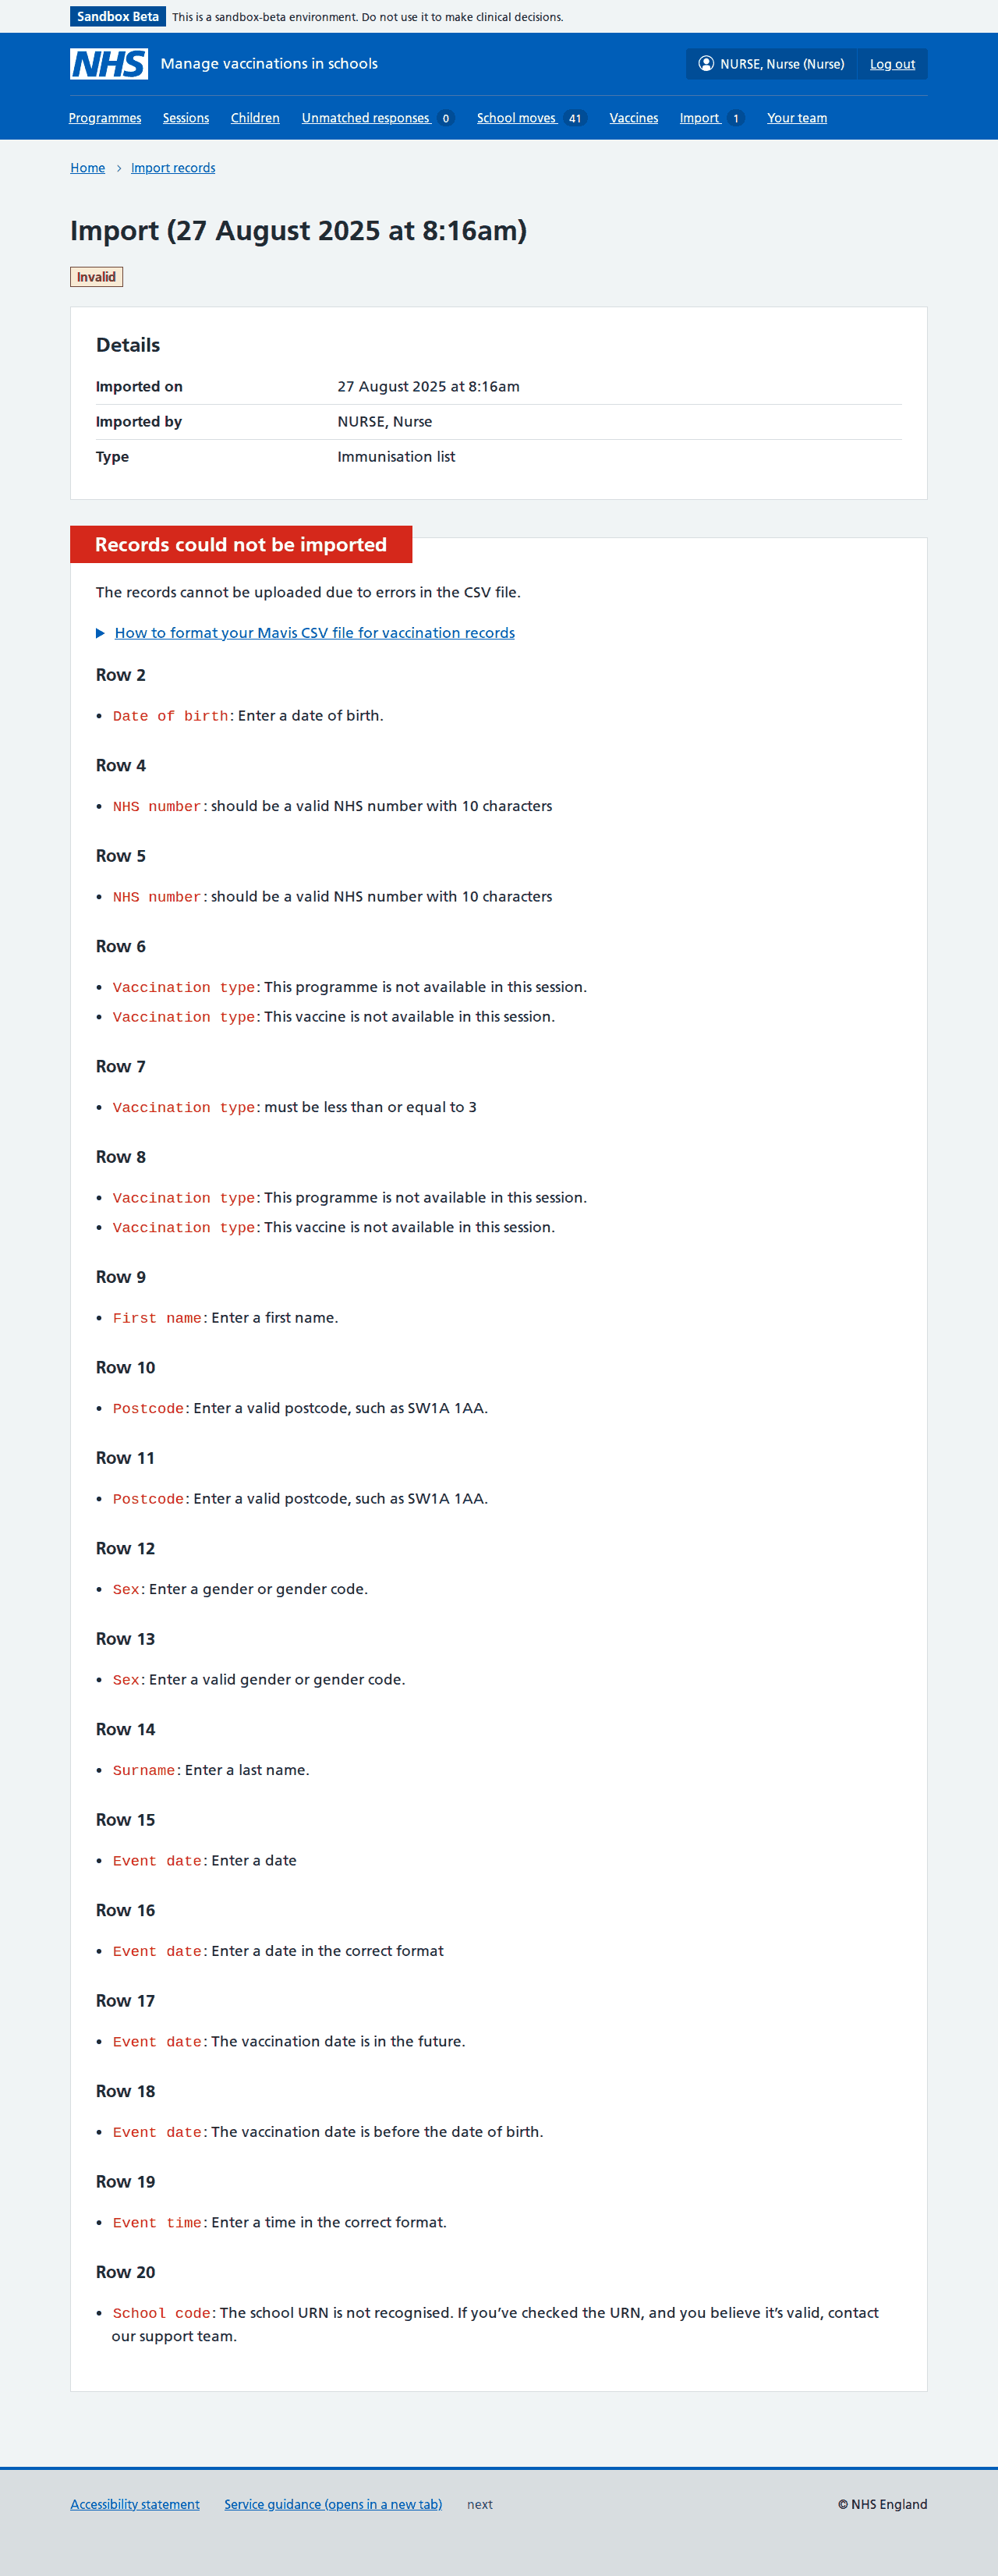 Sandbox Beta This is a sandbox-beta environment. Do not use it to make clinical decisions.
NHS Manage vaccinations in schools NURSE, Nurse (Nurse) Log out
Programmes Sessions Children Unmatched responses 0 School moves 41 Vaccines Import 1 Your team
Home Import records
Import (27 August 2025 at 8:16am)
Invalid
Details
Imported on 27 August 2025 at 8:16am
Imported by NURSE, Nurse
Type Immunisation list
Records could not be imported
The records cannot be uploaded due to errors in the CSV file.
How to format your Mavis CSV file for vaccination records
Row 2
• Date of birth: Enter a date of birth.
Row 4
• NHS number: should be a valid NHS number with 10 characters
Row 5
• NHS number: should be a valid NHS number with 10 characters
Row 6
• Vaccination type: This programme is not available in this session.
• Vaccination type: This vaccine is not available in this session.
Row 7
• Vaccination type: must be less than or equal to 3
Row 8
• Vaccination type: This programme is not available in this session.
• Vaccination type: This vaccine is not available in this session.
Row 9
• First name: Enter a first name.
Row 10
• Postcode: Enter a valid postcode, such as SW1A 1AA.
Row 11
• Postcode: Enter a valid postcode, such as SW1A 1AA.
Row 12
• Sex: Enter a gender or gender code.
Row 13
• Sex: Enter a valid gender or gender code.
Row 14
• Surname: Enter a last name.
Row 15
• Event date: Enter a date
Row 16
• Event date: Enter a date in the correct format
Row 17
• Event date: The vaccination date is in the future.
Row 18
• Event date: The vaccination date is before the date of birth.
Row 19
• Event time: Enter a time in the correct format.
Row 20
• School code: The school URN is not recognised. If you’ve checked the URN, and you believe it’s valid, contact
our support team.
Accessibility statement Service guidance (opens in a new tab) next © NHS England